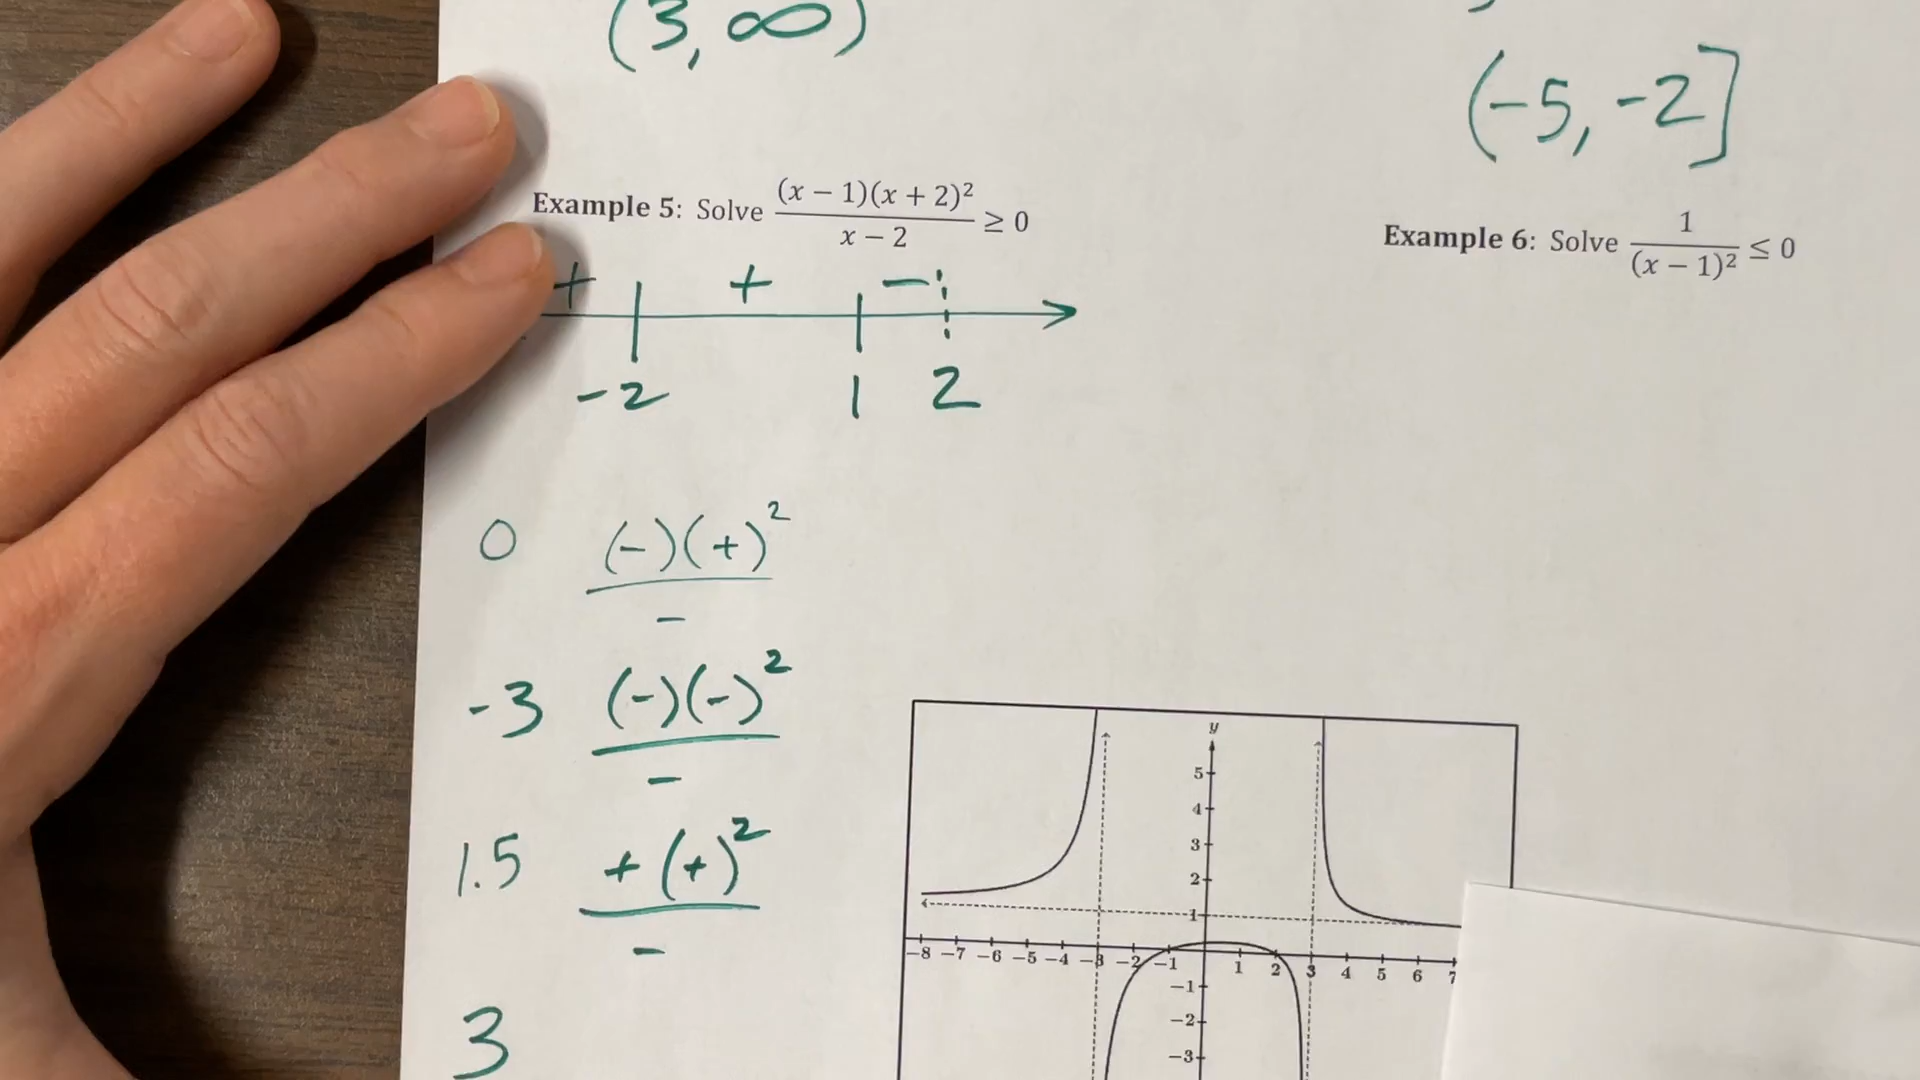 (3, ∞)
(-5, -2]
Example 5: Solve (x − 1)(x + 2)² / (x − 2) ≥ 0
Example 6: Solve 1 / (x − 1)² ≤ 0
+ + −
-2 1 2
0 (-)(+)² / -
-3 (-)(-)² / -
1.5 + (+)² / -
3
y
5
4
3
2
1
−8 −7 −6 −5 −4 −3 −2 −1 1 2 3 4 5 6 7
−1
−2
−3